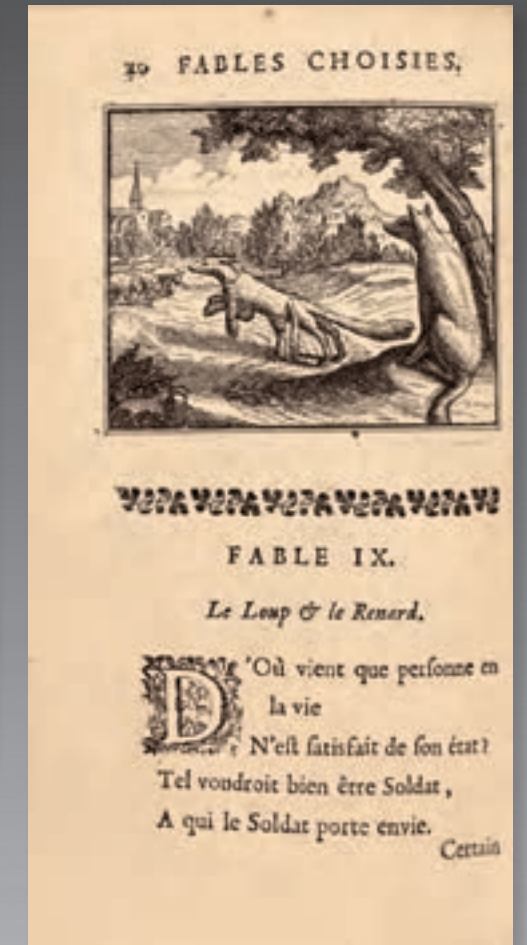 30 FABLES CHOISIES,
FABLE IX.
Le Loup & le Renard.
D'Où vient que perſonne en
la vie
N'eſt ſatisfait de ſon état?
Tel voudroit bien être Soldat,
A qui le Soldat porte envie.
Certain